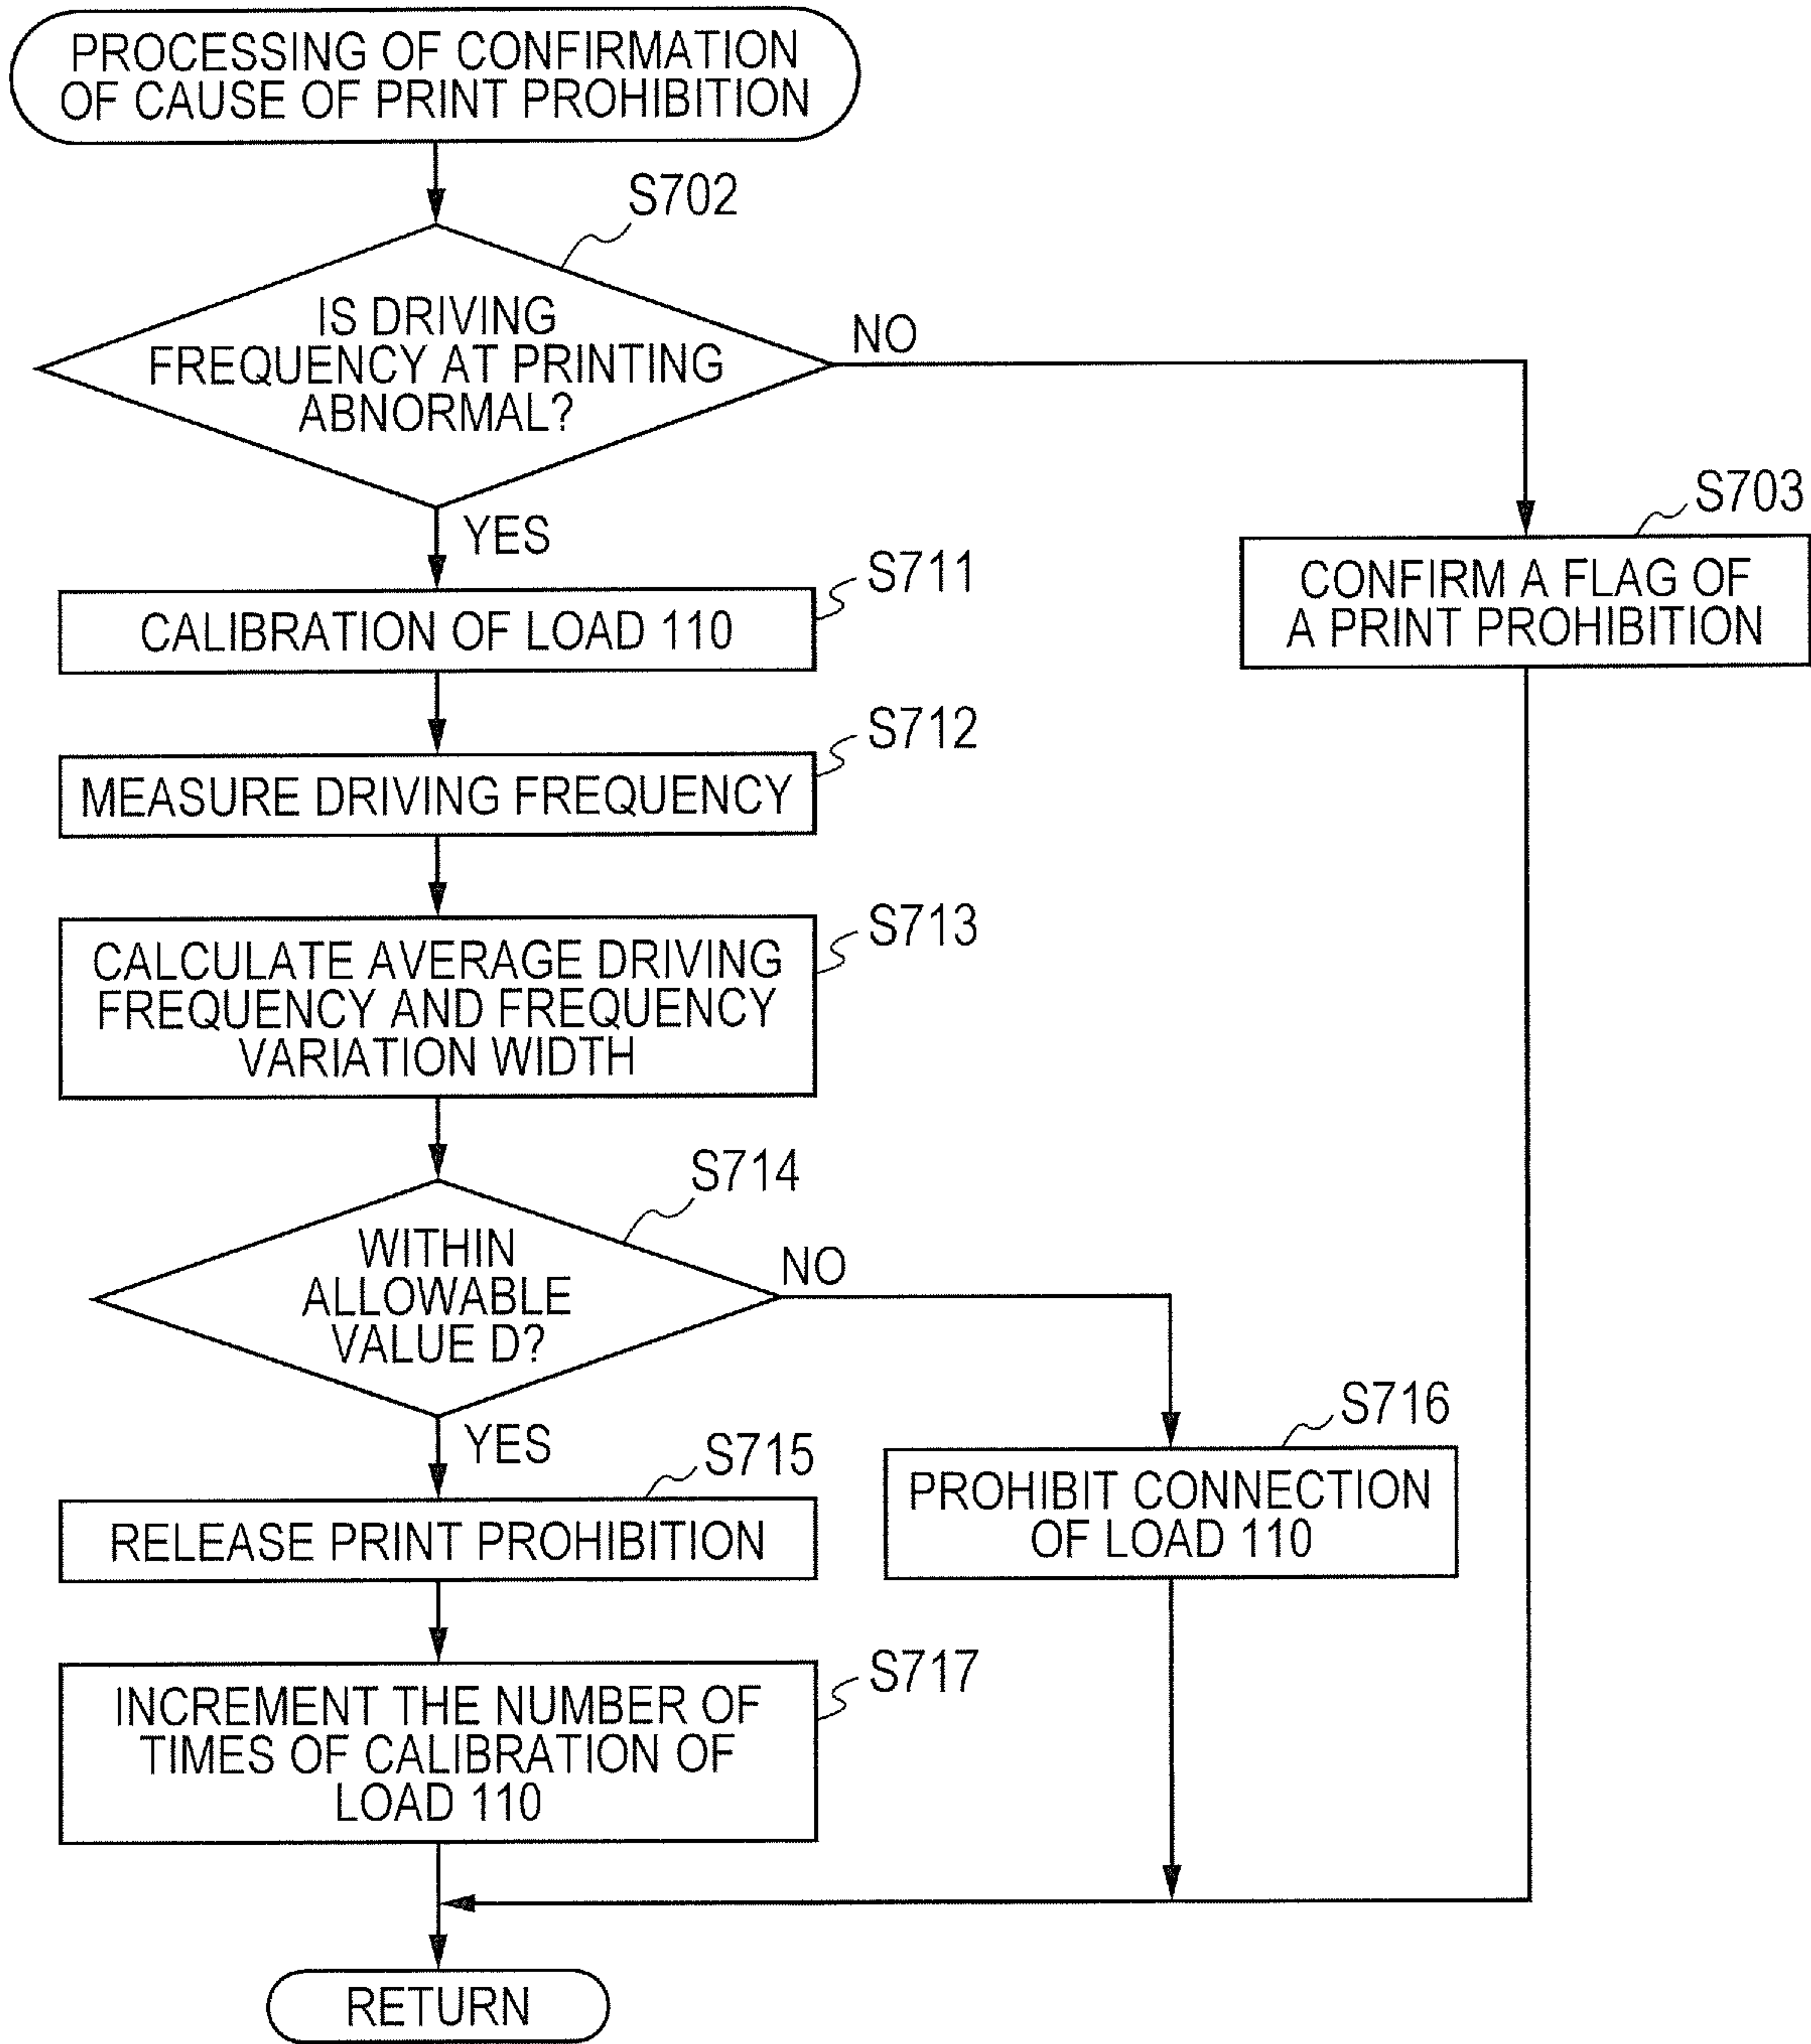 PROCESSING OF CONFIRMATION
OF CAUSE OF PRINT PROHIBITION
S702
IS DRIVING
FREQUENCY AT PRINTING
ABNORMAL?
NO
YES
S703
CONFIRM A FLAG OF
A PRINT PROHIBITION
S711
CALIBRATION OF LOAD 110
S712
MEASURE DRIVING FREQUENCY
S713
CALCULATE AVERAGE DRIVING
FREQUENCY AND FREQUENCY
VARIATION WIDTH
S714
WITHIN
ALLOWABLE
VALUE D?
NO
YES
S715
RELEASE PRINT PROHIBITION
S716
PROHIBIT CONNECTION
OF LOAD 110
S717
INCREMENT THE NUMBER OF
TIMES OF CALIBRATION OF
LOAD 110
RETURN